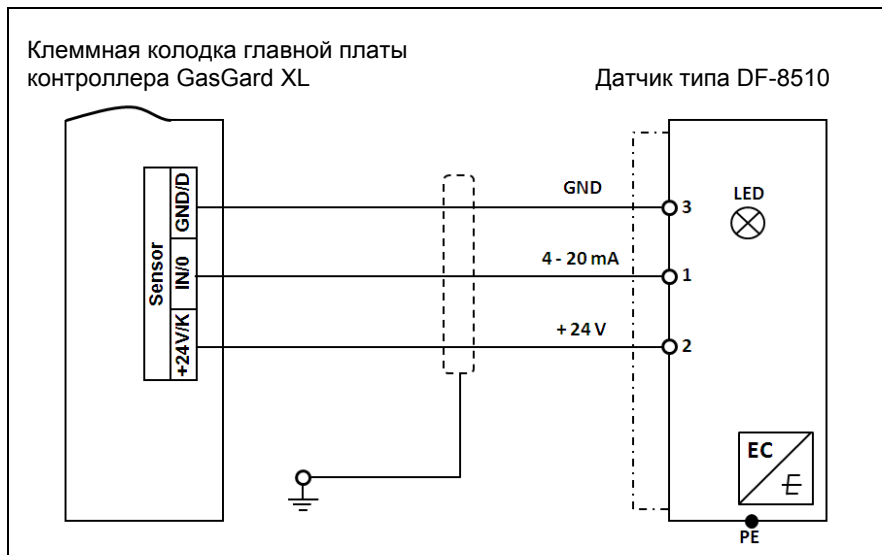 Клеммная колодка главной платы
контроллера GasGard XL
Датчик типа DF-8510
Sensor
GND/D
IN/0
+24V/K
GND
4 - 20 mA
+ 24 V
3
1
2
LED
EC
E
PE